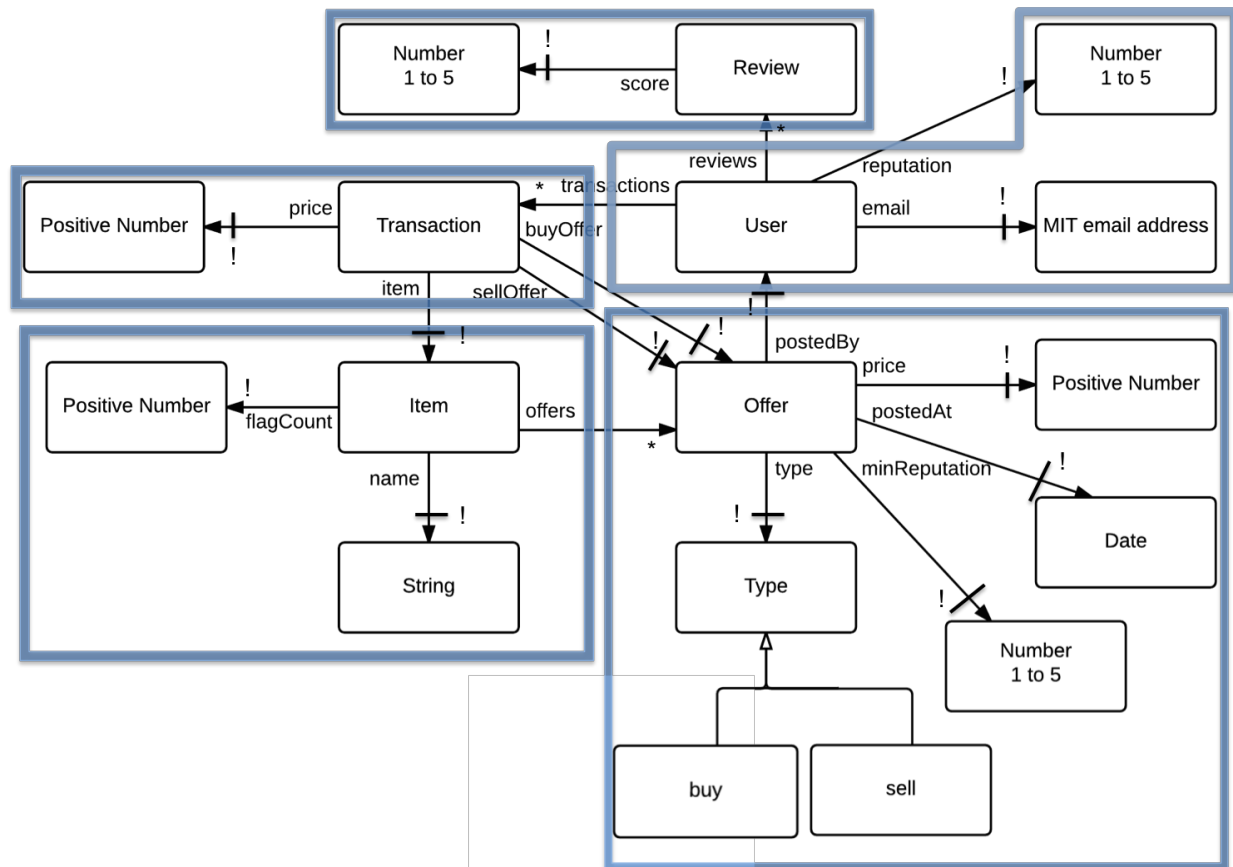 !
Number
1 to 5
score
Review
!
Number
1 to 5
*
reviews
reputation
*
transactions
!
Positive Number
price
Transaction
buyOffer
User
email
MIT email address
!
item
sellOffer
!
!
!
!
postedBy
price
!
Positive Number
!
flagCount
Item
offers
*
Offer
postedAt
name
!
type
minReputation
!
!
String
Type
Date
!
Number
1 to 5
buy
sell